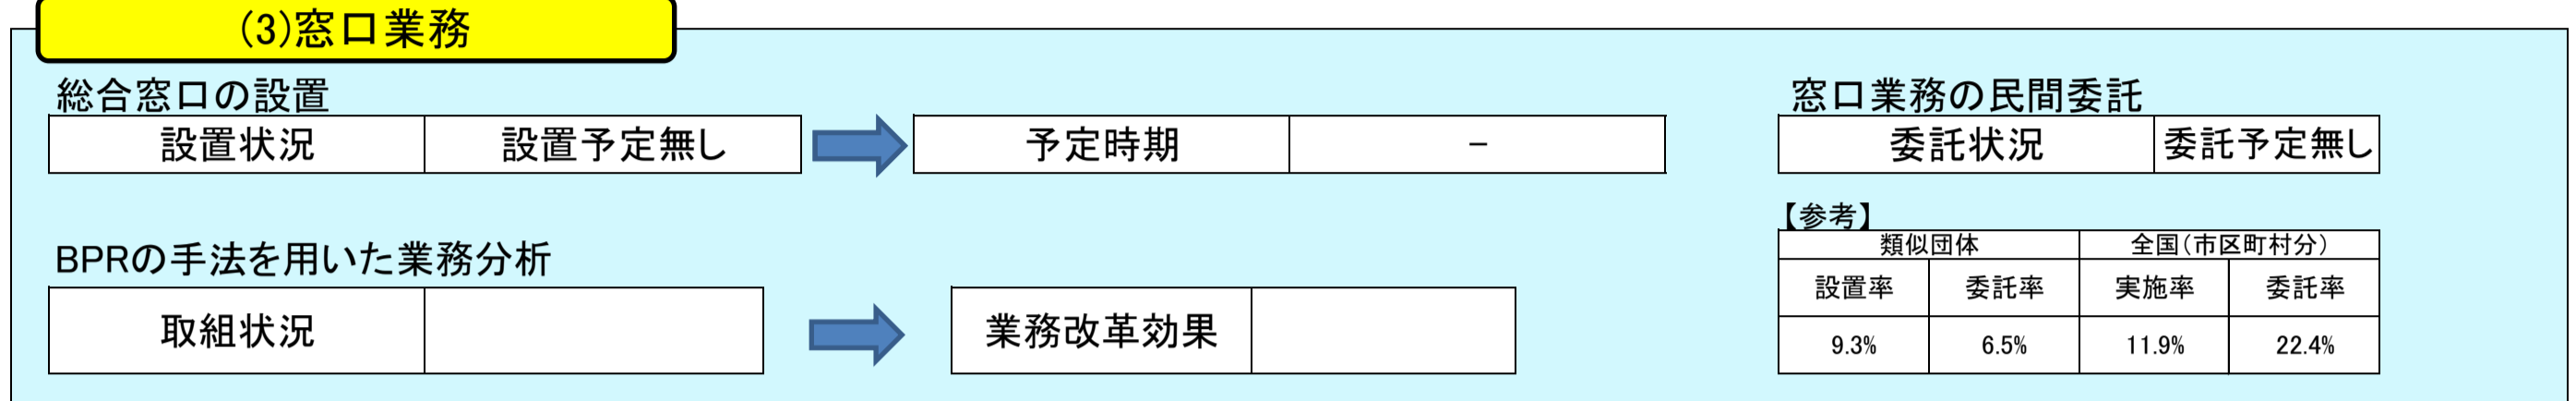 (3)窓口業務
総合窓口の設置
設置状況 設置予定無し 予定時期 －
窓口業務の民間委託
委託状況 委託予定無し
BPRの手法を用いた業務分析
取組状況 業務改革効果
【参考】
類似団体 全国(市区町村分)
設置率 委託率 実施率 委託率
9.3% 6.5% 11.9% 22.4%